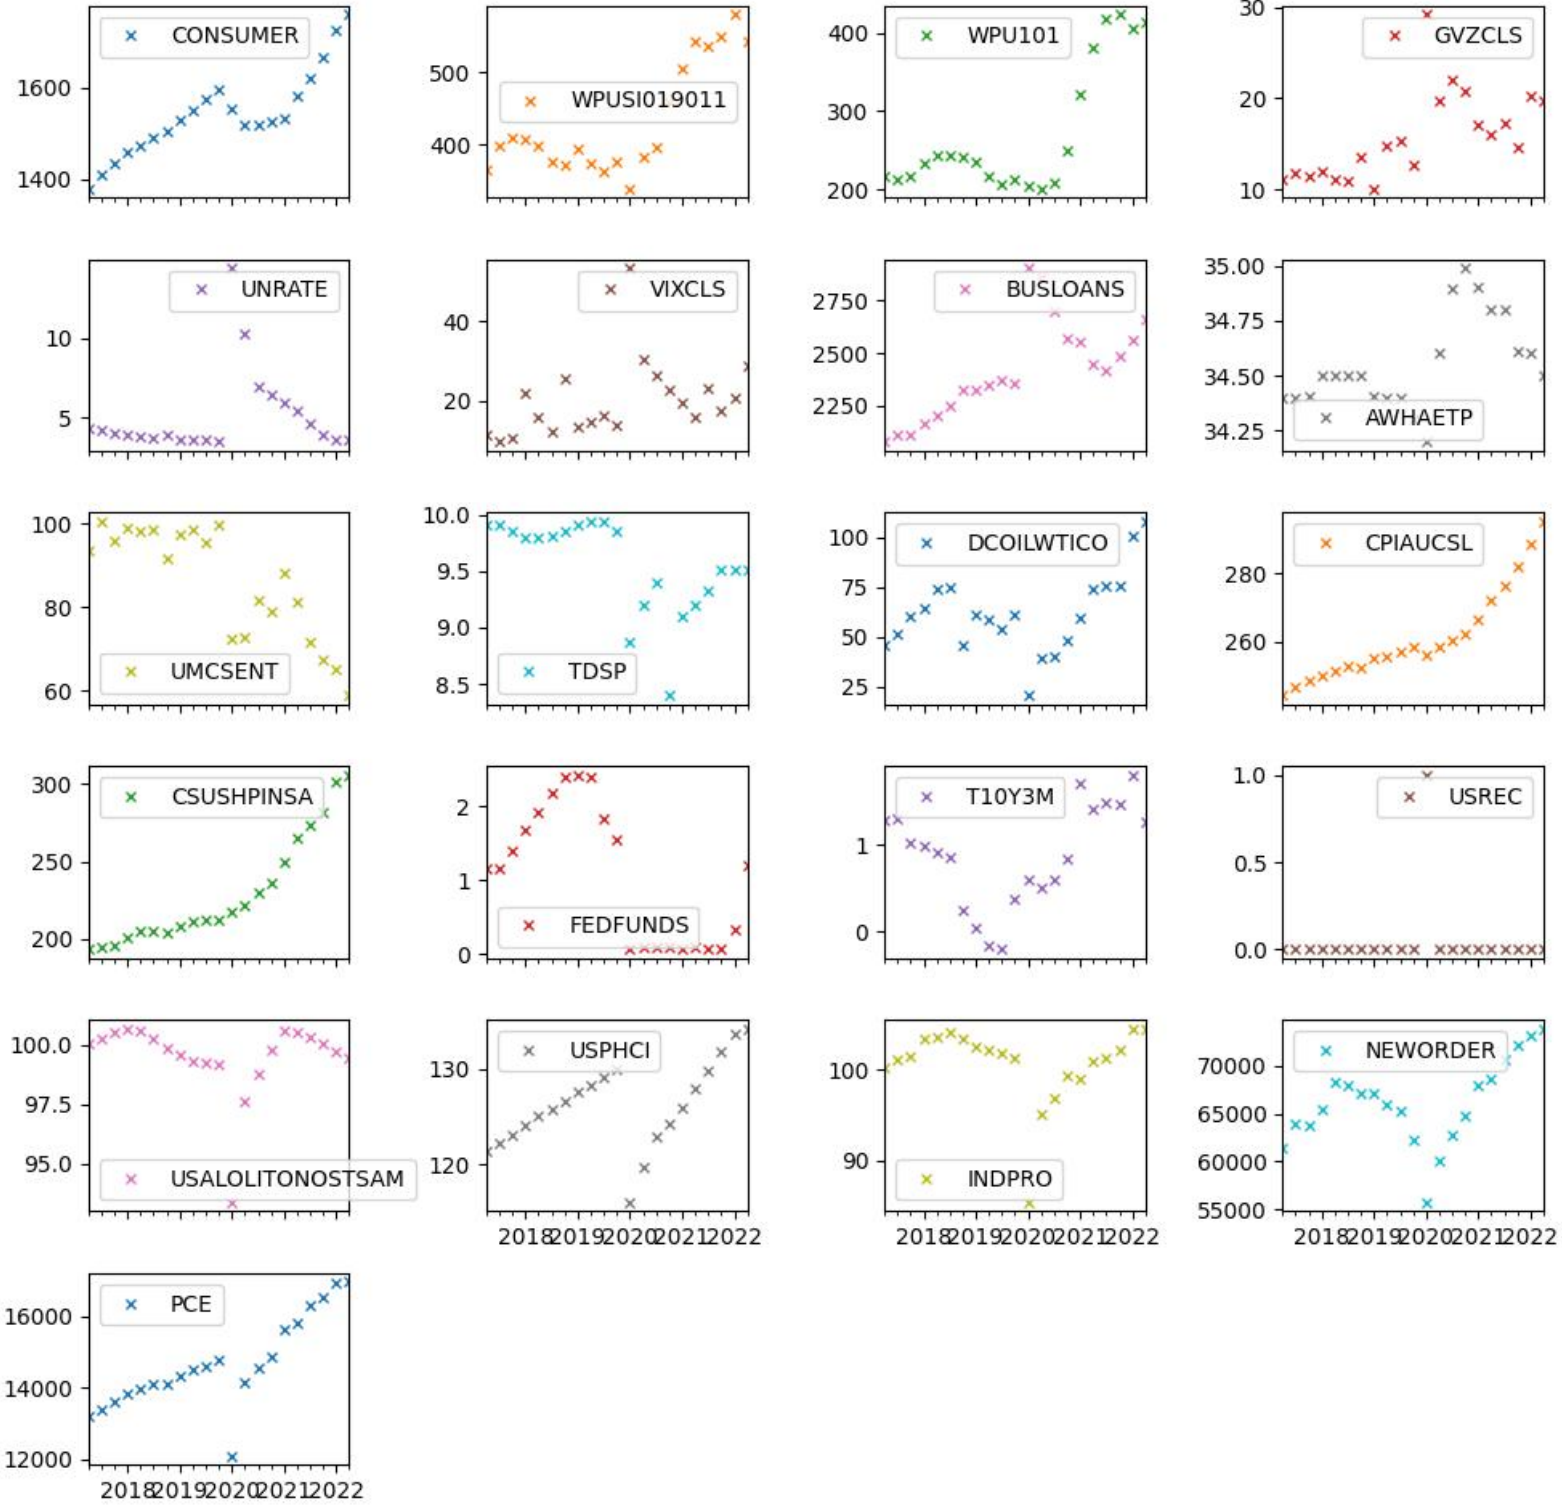 CONSUMER
1600
1400
WPUSI019011
500
400
WPU101
400
300
200
GVZCLS
30
20
10
UNRATE
10
5
VIXCLS
40
20
BUSLOANS
2750
2500
2250
AWHAETP
35.00
34.75
34.50
34.25
UMCSENT
100
80
60
TDSP
10.0
9.5
9.0
8.5
DCOILWTICO
100
75
50
25
CPIAUCSL
280
260
CSUSHPINSA
300
250
200
FEDFUNDS
2
1
0
T10Y3M
1
0
USREC
1.0
0.5
0.0
USALOLITONOSTSAM
100.0
97.5
95.0
USPHCI
130
120
2018 2019 2020 2021 2022
INDPRO
100
90
2018 2019 2020 2021 2022
NEWORDER
70000
65000
60000
55000
2018 2019 2020 2021 2022
PCE
16000
14000
12000
2018 2019 2020 2021 2022